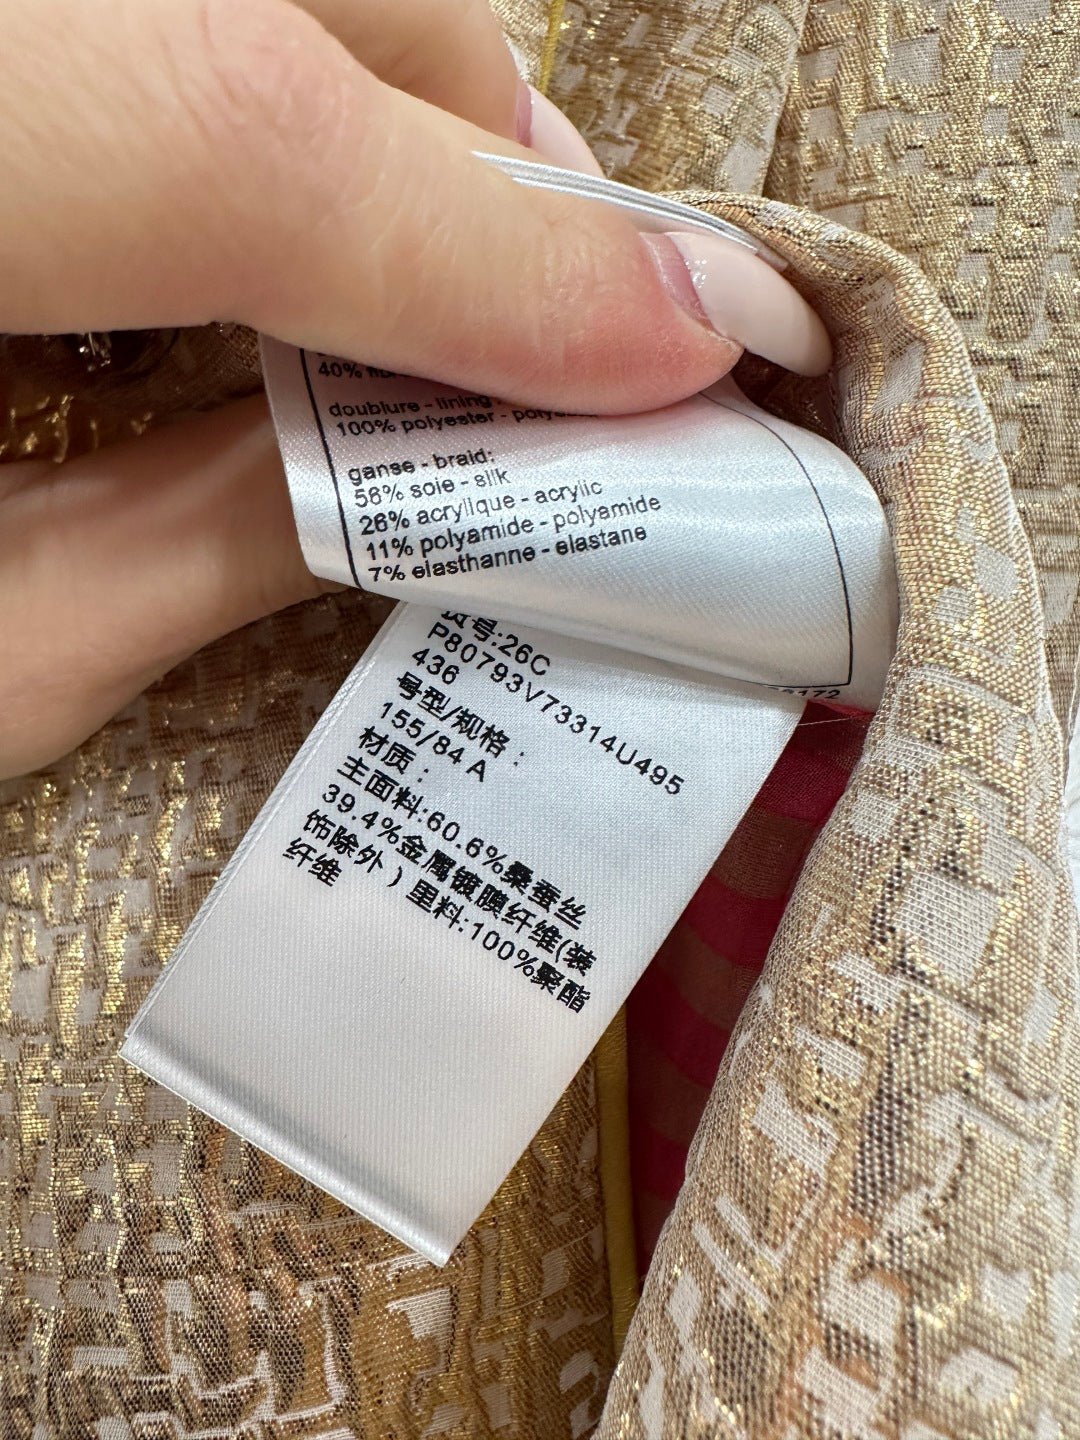 40%
doublure - lining
100% polyester -
ganse - braid:
56% soie - silk
26% acrylique - acrylic
11% polyamide - polyamide
7% elasthanne - elastane
货号:26C
P80793V73314U495
436
号型/规格：
155/84 A
材质：
主面料:60.6%桑蚕丝
39.4%金属镀膜纤维(装
饰除外 ) 里料:100%聚酯
纤维